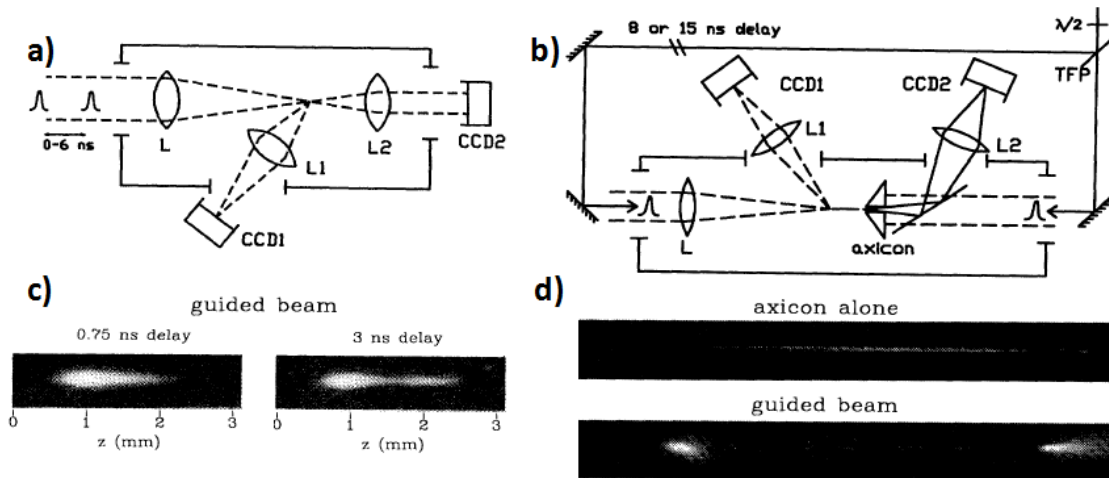 a)
0-6 ns
L
L1
L2
CCD2
CCD1
b)
8 or 15 ns delay
λ/2
TFP
CCD1
CCD2
L1
L2
L
axicon
c)
guided beam
0.75 ns delay
3 ns delay
0 1 2 3
z (mm)
0 1 2 3
z (mm)
d)
axicon alone
guided beam